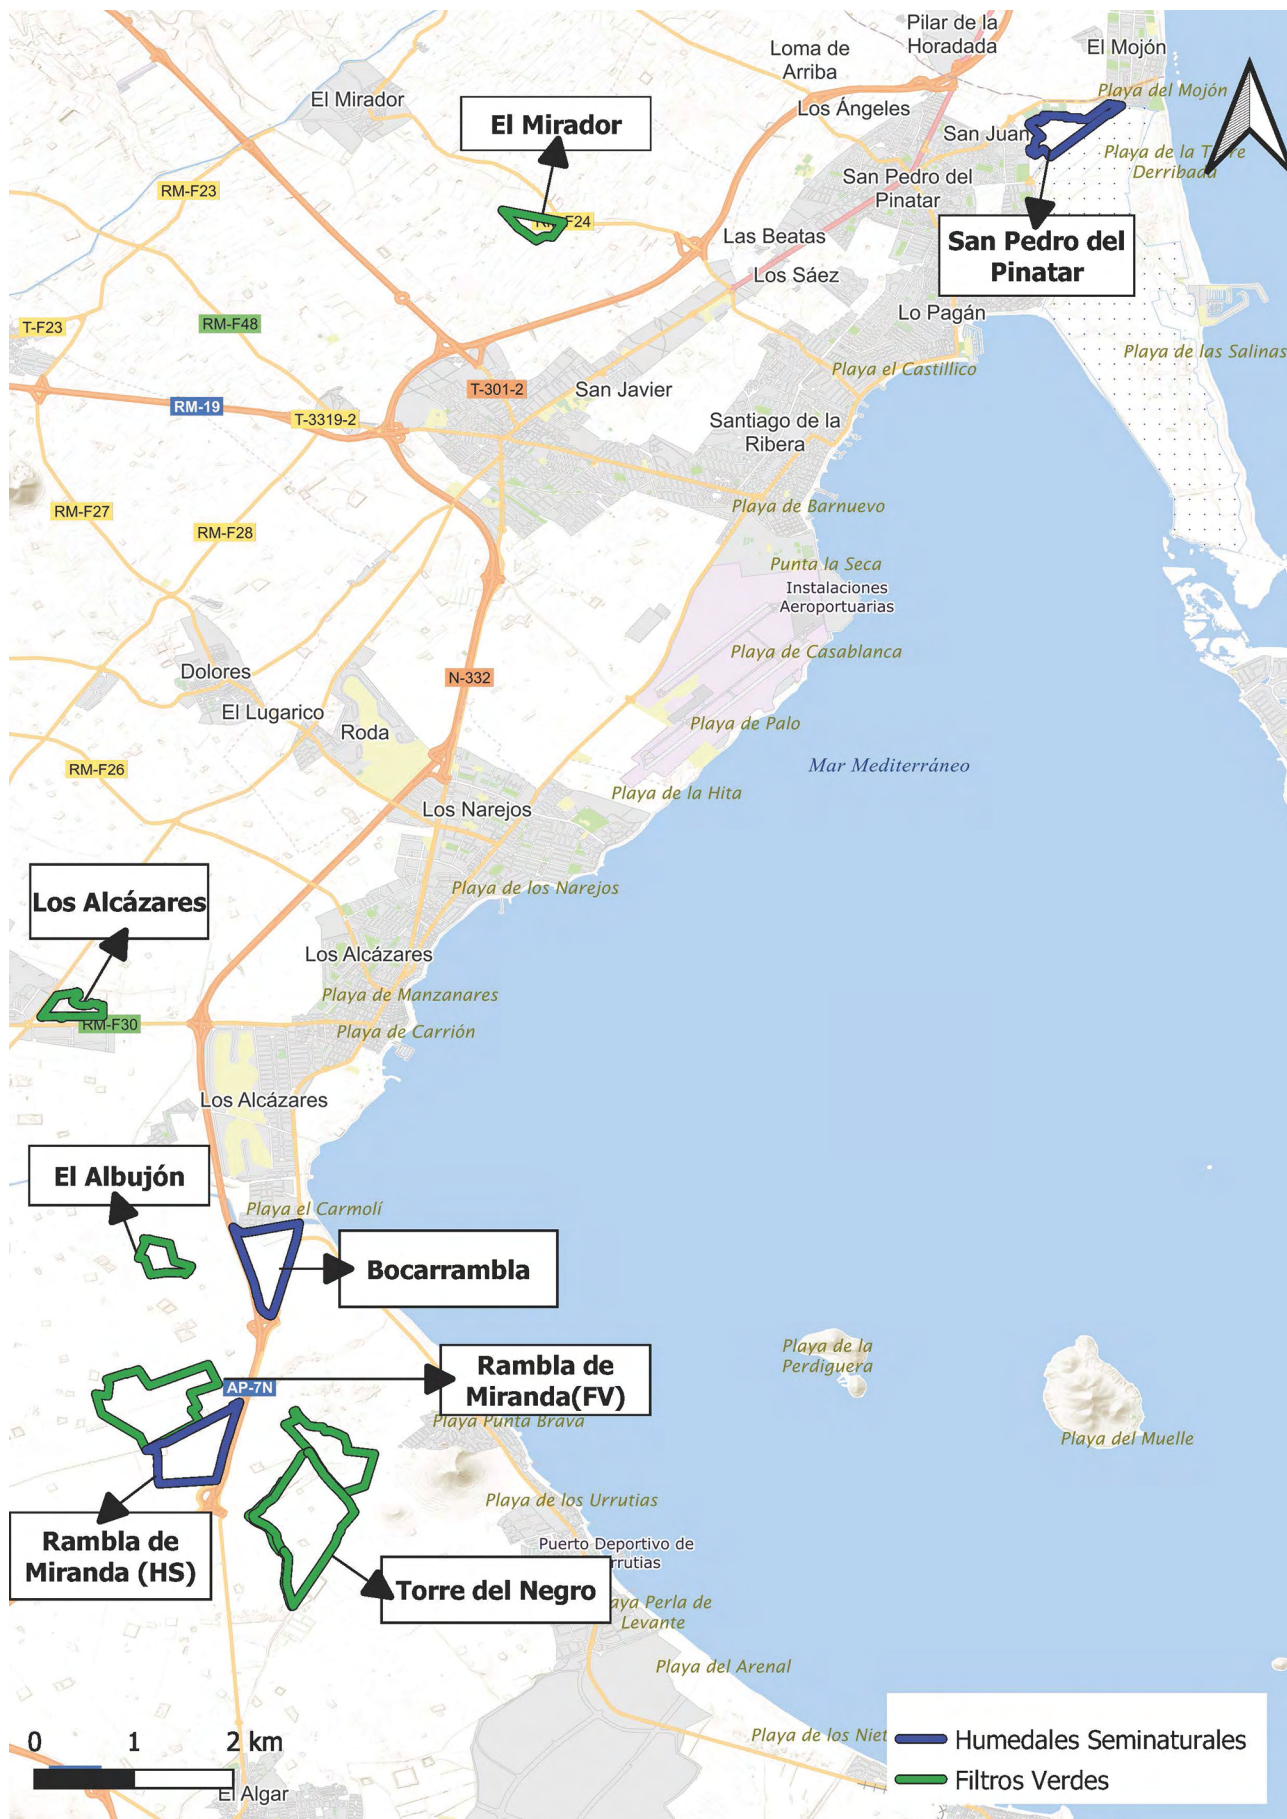 Pilar de la
Horadada
El Mojón
Loma de
Arriba
Playa del Mojón
El Mirador
Los Ángeles
El Mirador
San Juan
Playa de la Torre
Derribada
San Pedro del
Pinatar
RM-F23
RM-F24
Las Beatas
San Pedro del
Pinatar
Los Sáez
Lo Pagán
T-F23
RM-F48
Playa de las Salinas
Playa el Castillico
T-301-2
San Javier
RM-19
T-3319-2
Santiago de la
Ribera
Playa de Barnuevo
RM-F27
RM-F28
Punta la Seca
Instalaciones
Aeroportuarias
Playa de Casablanca
Dolores
N-332
El Lugarico
Roda
Playa de Palo
RM-F26
Mar Mediterráneo
Playa de la Hita
Los Narejos
Playa de los Narejos
Los Alcázares
Los Alcázares
Playa de Manzanares
RM-F30
Playa de Carrión
Los Alcázares
El Albujón
Playa el Carmolí
Bocarrambla
Playa de la
Perdiguera
Rambla de
Miranda(FV)
AP-7N
Playa Punta Brava
Playa del Muelle
Playa de los Urrutias
Rambla de
Miranda (HS)
Puerto Deportivo de
rrutias
Torre del Negro
aya Perla de
Levante
Playa del Arenal
Playa de los Niet
0 1 2 km
El Algar
Humedales Seminaturales
Filtros Verdes